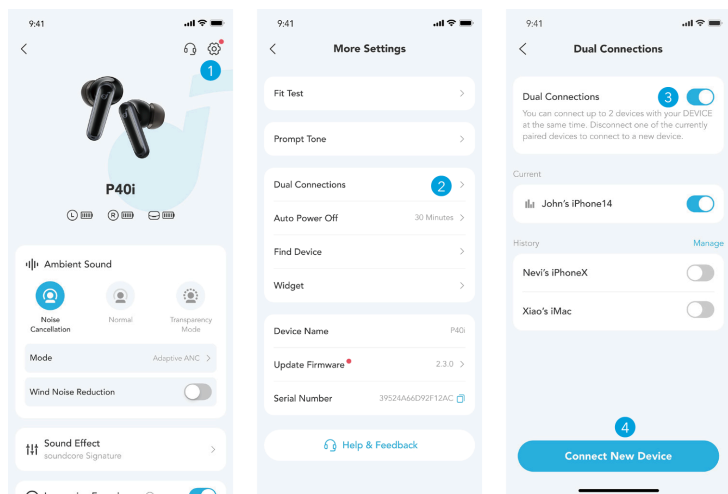 9:41
1
P40i
L
R
Ambient Sound
Noise
Cancellation
Normal
Transparency
Mode
Mode
Adaptive ANC >
Wind Noise Reduction
Sound Effect
soundcore Signature
9:41
More Settings
Fit Test
Prompt Tone
Dual Connections
2
Auto Power Off
30 Minutes
Find Device
Widget
Device Name
P40i
Update Firmware
2.3.0
Serial Number
39524A66D92F12AC
Help & Feedback
9:41
Dual Connections
Dual Connections
3
You can connect up to 2 devices with your DEVICE
at the same time. Disconnect one of the currently
paired devices to connect to a new device.
Current
John's iPhone14
History
Manage
Nevi's iPhoneX
Xiao's iMac
4
Connect New Device